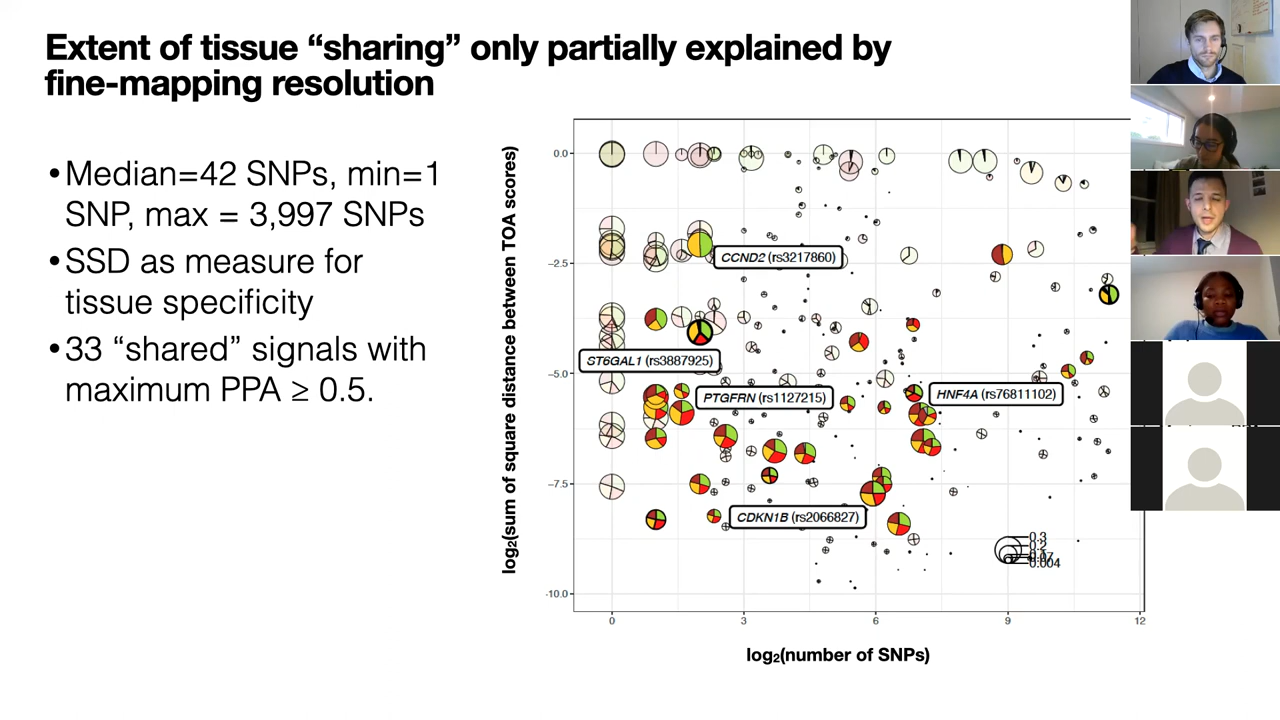 Extent of tissue “sharing” only partially explained by
fine-mapping resolution
•Median=42 SNPs, min=1
SNP, max = 3,997 SNPs
•SSD as measure for
tissue specificity
•33 “shared” signals with
maximum PPA ≥ 0.5.
log₂(sum of square distance between TOA scores)
0.0
−2.5
−5.0
−7.5
−10.0
CCND2 (rs3217860)
ST6GAL1 (rs3887925)
PTGFRN (rs1127215)
HNF4A (rs76811102)
CDKN1B (rs2066827)
0.3
0.2
0.004
0
3
6
9
12
log₂(number of SNPs)